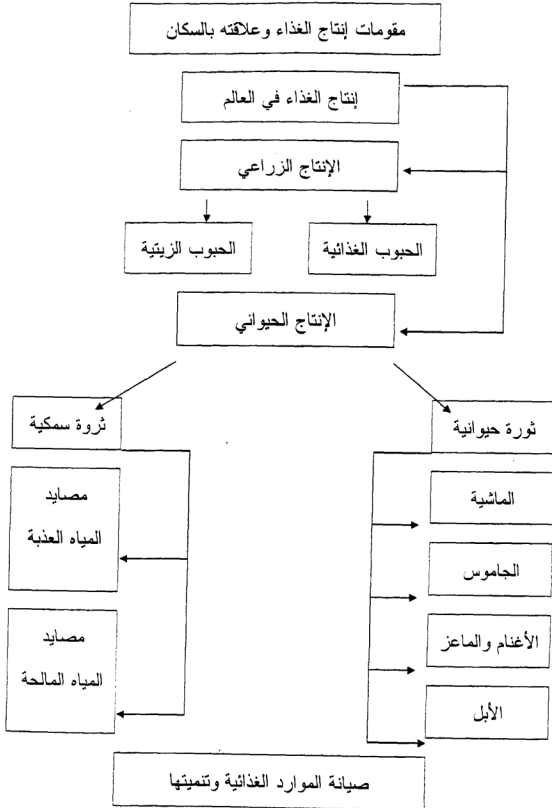 مقومات إنتاج الغذاء وعلاقته بالسكان
إنتاج الغذاء في العالم
الإنتاج الزراعي
الحبوب الغذائية
الحبوب الزيتية
الإنتاج الحيواني
ثورة حيوانية
ثروة سمكية
الماشية
مصايد
المياه العذبة
الجاموس
الأغنام والماعز
مصايد
المياه المالحة
الأبل
صيانة الموارد الغذائية وتنميتها